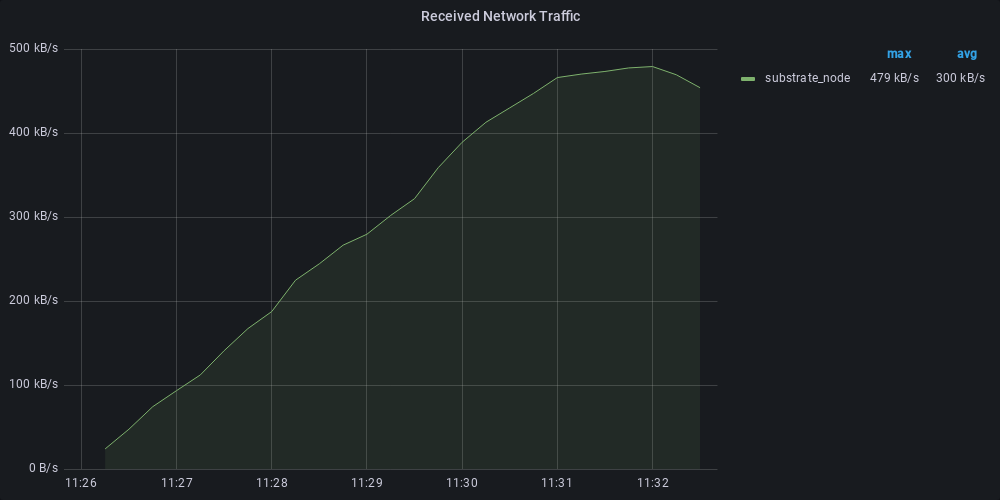 Received Network Traffic
500 kB/s
400 kB/s
300 kB/s
200 kB/s
100 kB/s
0 B/s
11:26 11:27 11:28 11:29 11:30 11:31 11:32
max avg
substrate_node 479 kB/s 300 kB/s